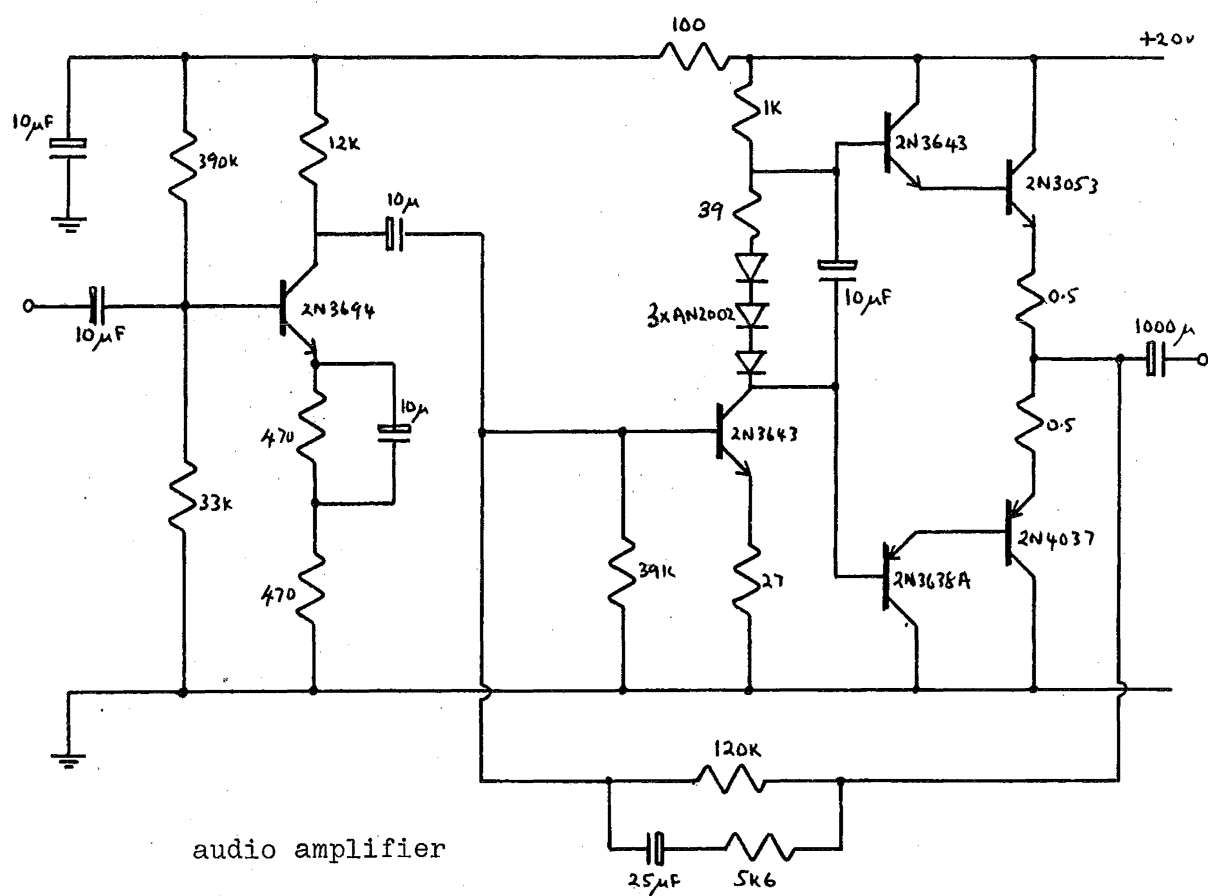 100
+20v
10μF
390K
12K
1K
2N3643
2N3053
10μ
39
2N3694
10μF
3xAN2002
10μF
0.5
1000μ
470
10μ
2N3643
0.5
33K
470
39K
27
2N3638A
2N4037
120K
25μF
5K6
audio amplifier